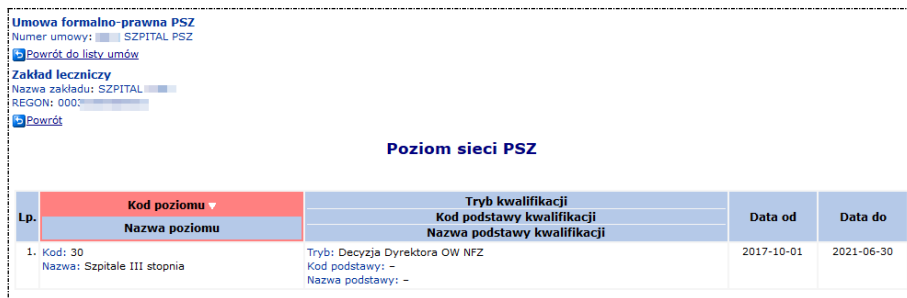 Umowa formalno-prawna PSZ
Numer umowy: SZPITAL PSZ
Powrót do listy umów
Zakład leczniczy
Nazwa zakładu: SZPITAL
REGON: 000
Powrót
Poziom sieci PSZ
Lp.
Kod poziomu
Nazwa poziomu
Tryb kwalifikacji
Kod podstawy kwalifikacji
Nazwa podstawy kwalifikacji
Data od
Data do
1. Kod: 30
Nazwa: Szpitale III stopnia
Tryb: Decyzja Dyrektora OW NFZ
Kod podstawy: –
Nazwa podstawy: –
2017-10-01
2021-06-30